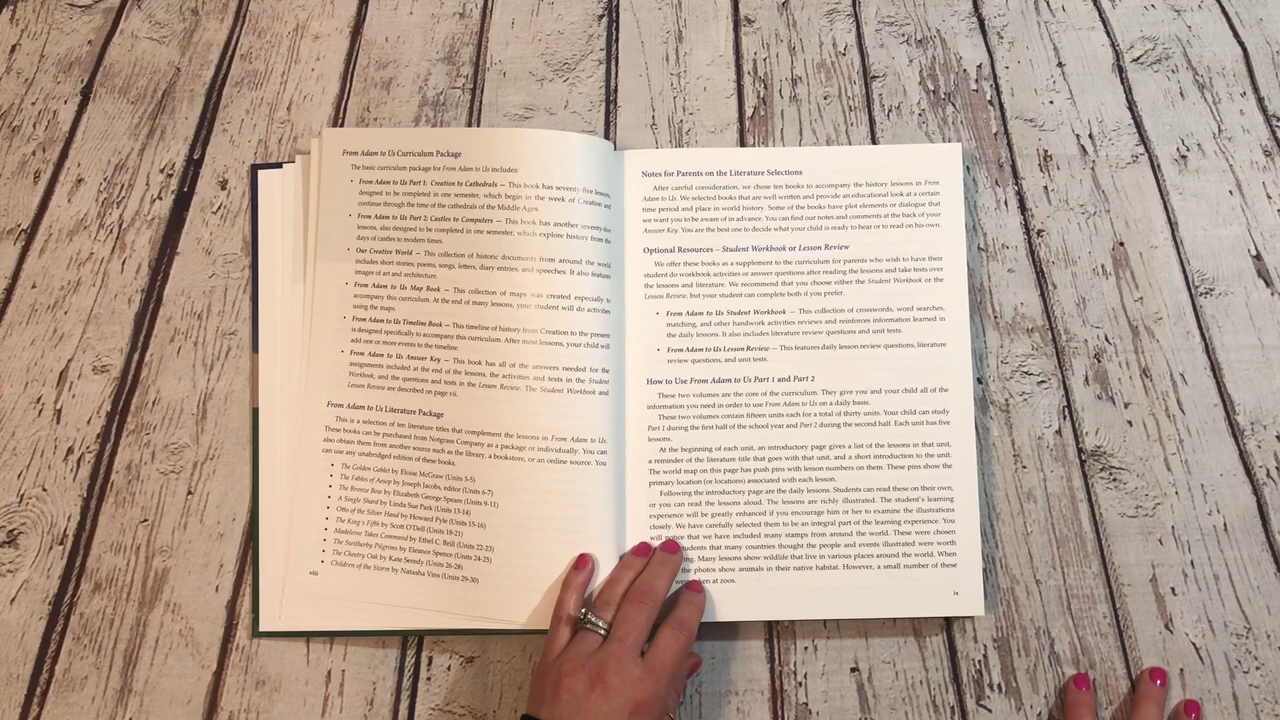 From Adam to Us Curriculum Package
The basic curriculum package for From Adam to Us includes:
• From Adam to Us Part 1: Creation to Cathedrals — This book has seventy-five lessons,
designed to be completed in one semester, which begin in the week of Creation and
continue through the time of the cathedrals of the Middle Ages.
• From Adam to Us Part 2: Castles to Computers — This book has another seventy-five
lessons, also designed to be completed in one semester, which explore history from the
days of castles to modern times.
• Our Creative World — This collection of historic documents from around the world
includes short stories, poems, songs, letters, diary entries, and speeches. It also features
images of art and architecture.
• From Adam to Us Map Book — This collection of maps was created especially to
accompany this curriculum. At the end of many lessons, your student will do activities
using the maps.
• From Adam to Us Timeline Book — This timeline of history from Creation to the present
is designed specifically to accompany this curriculum. After most lessons, your child will
add one or more events to the timeline.
• From Adam to Us Answer Key — This book has all of the answers needed for the
assignments included at the end of the lessons, the activities and tests in the Student
Workbook, and the questions and tests in the Lesson Review. The Student Workbook and
Lesson Review are described on page vii.
From Adam to Us Literature Package
This is a selection of ten literature titles that complement the lessons in From Adam to Us.
These books can be purchased from Notgrass Company as a package or individually. You can
also obtain them from another source such as the library, a bookstore, or an online source. You
can use any unabridged edition of these books.
• The Golden Goblet by Eloise McGraw (Units 3-5)
• The Fables of Aesop by Joseph Jacobs, editor (Units 6-7)
• The Bronze Bow by Elizabeth George Speare (Units 9-11)
• A Single Shard by Linda Sue Park (Units 13-14)
• Otto of the Silver Hand by Howard Pyle (Units 15-16)
• The King's Fifth by Scott O'Dell (Units 18-21)
• Madeleine Takes Command by Ethel C. Brill (Units 22-23)
• The Switherby Pilgrims by Eleanor Spence (Units 24-25)
• The Chestry Oak by Kate Seredy (Units 26-28)
• Children of the Storm by Natasha Vins (Units 29-30)
viii
Notes for Parents on the Literature Selections
After careful consideration, we chose ten books to accompany the history lessons in From
Adam to Us. We selected books that are well written and provide an educational look at a certain
time period and place in world history. Some of the books have plot elements or dialogue that
we want you to be aware of in advance. You can find our notes and comments at the back of your
Answer Key. You are the best one to decide what your child is ready to hear or to read on his own.
Optional Resources – Student Workbook or Lesson Review
We offer these books as a supplement to the curriculum for parents who wish to have their
student do workbook activities or answer questions after reading the lessons and take tests over
the lessons and literature. We recommend that you choose either the Student Workbook or the
Lesson Review, but your student can complete both if you prefer.
• From Adam to Us Student Workbook — This collection of crosswords, word searches,
matching, and other handwork activities reviews and reinforces information learned in
the daily lessons. It also includes literature review questions and unit tests.
• From Adam to Us Lesson Review — This features daily lesson review questions, literature
review questions, and unit tests.
How to Use From Adam to Us Part 1 and Part 2
These two volumes are the core of the curriculum. They give you and your child all of the
information you need in order to use From Adam to Us on a daily basis.
These two volumes contain fifteen units each for a total of thirty units. Your child can study
Part 1 during the first half of the school year and Part 2 during the second half. Each unit has five
lessons.
At the beginning of each unit, an introductory page gives a list of the lessons in that unit,
a reminder of the literature title that goes with that unit, and a short introduction to the unit.
The world map on this page has push pins with lesson numbers on them. These pins show the
primary location (or locations) associated with each lesson.
Following the introductory page are the daily lessons. Students can read these on their own,
or you can read the lessons aloud. The lessons are richly illustrated. The student's learning
experience will be greatly enhanced if you encourage him or her to examine the illustrations
closely. We have carefully selected them to be an integral part of the learning experience. You
will notice that we have included many stamps from around the world. These were chosen
students that many countries thought the people and events illustrated were worth
Many lessons show wildlife that live in various places around the world. When
the photos show animals in their native habitat. However, a small number of these
were taken at zoos.
ix